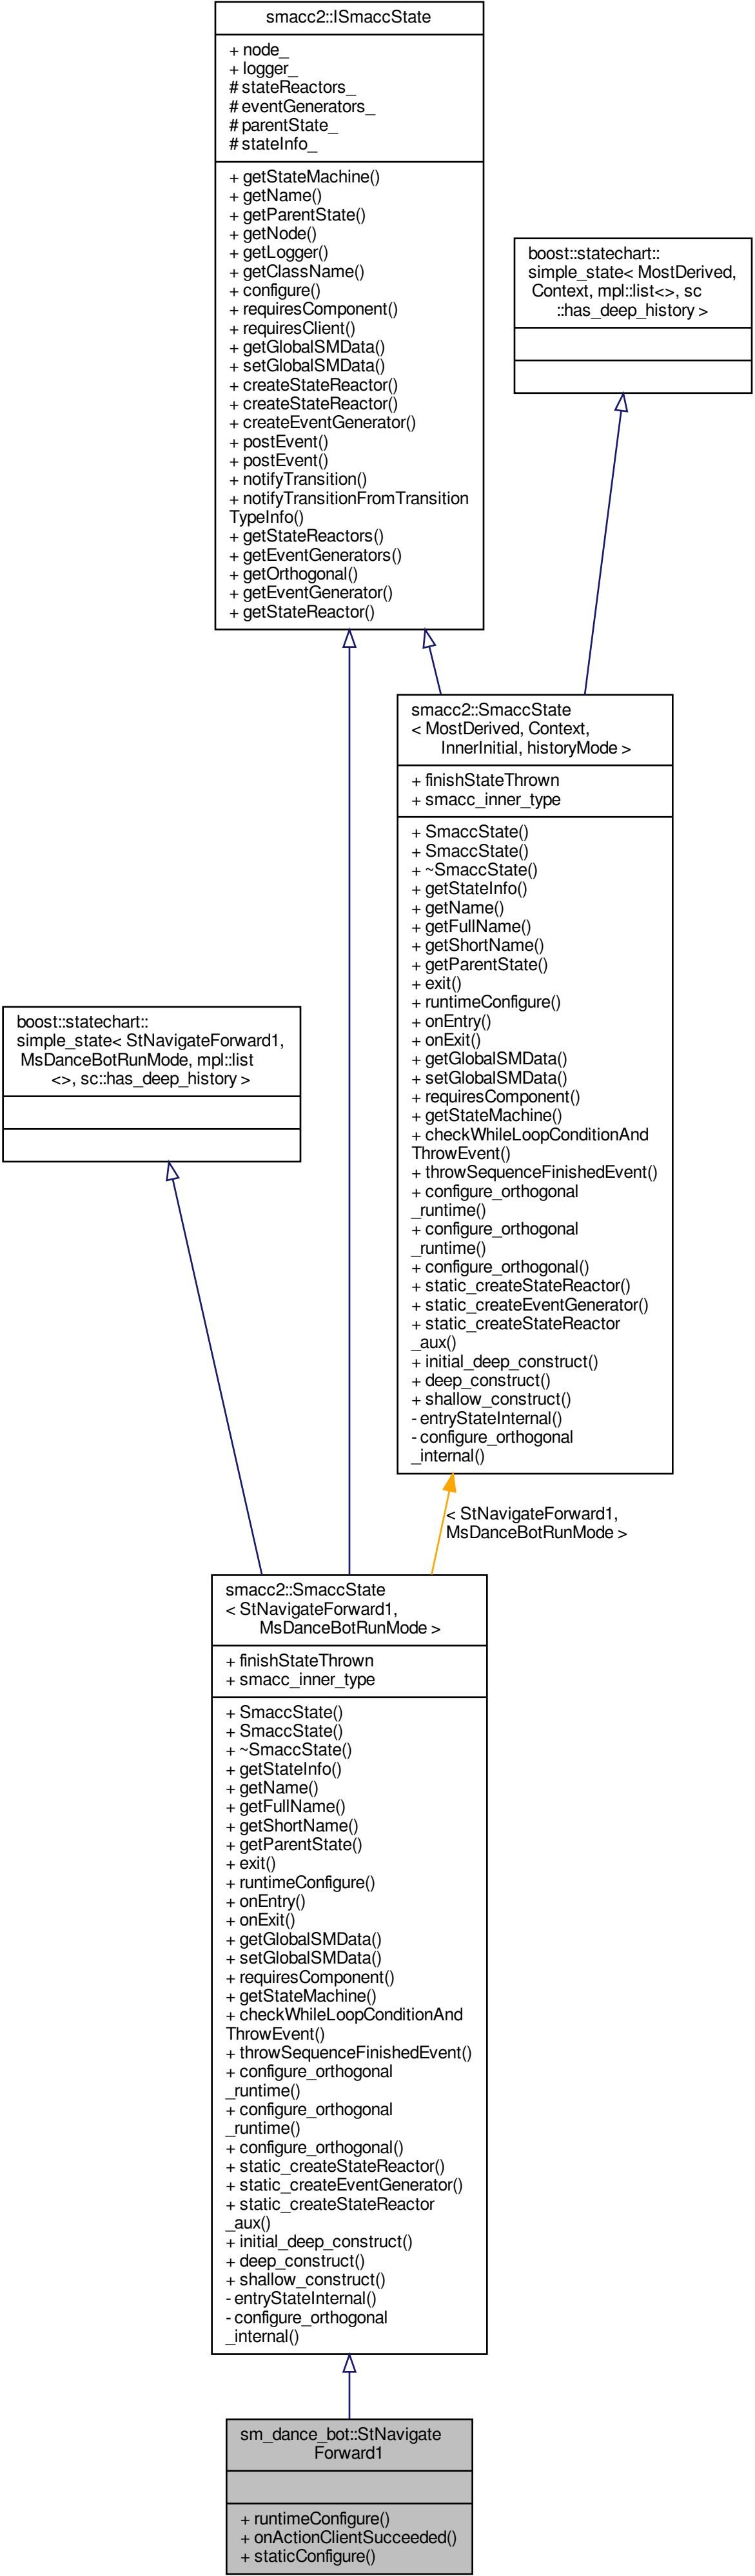 smacc2::ISmaccState
+ node_
+ logger_
# stateReactors_
# eventGenerators_
# parentState_
# stateInfo_
+ getStateMachine()
+ getName()
+ getParentState()
+ getNode()
+ getLogger()
+ getClassName()
+ configure()
+ requiresComponent()
+ requiresClient()
+ getGlobalSMData()
+ setGlobalSMData()
+ createStateReactor()
+ createStateReactor()
+ createEventGenerator()
+ postEvent()
+ postEvent()
+ notifyTransition()
+ notifyTransitionFromTransition
TypeInfo()
+ getStateReactors()
+ getEventGenerators()
+ getOrthogonal()
+ getEventGenerator()
+ getStateReactor()
boost::statechart::
simple_state< MostDerived,
Context, mpl::list<>, sc
::has_deep_history >
smacc2::SmaccState
< MostDerived, Context,
InnerInitial, historyMode >
+ finishStateThrown
+ smacc_inner_type
+ SmaccState()
+ SmaccState()
+ ~SmaccState()
+ getStateInfo()
+ getName()
+ getFullName()
+ getShortName()
+ getParentState()
+ exit()
+ runtimeConfigure()
+ onEntry()
+ onExit()
+ getGlobalSMData()
+ setGlobalSMData()
+ requiresComponent()
+ getStateMachine()
+ checkWhileLoopConditionAnd
ThrowEvent()
+ throwSequenceFinishedEvent()
+ configure_orthogonal
_runtime()
+ configure_orthogonal
_runtime()
+ configure_orthogonal()
+ static_createStateReactor()
+ static_createEventGenerator()
+ static_createStateReactor
_aux()
+ initial_deep_construct()
+ deep_construct()
+ shallow_construct()
- entryStateInternal()
- configure_orthogonal
_internal()
boost::statechart::
simple_state< StNavigateForward1,
MsDanceBotRunMode, mpl::list
<>, sc::has_deep_history >
< StNavigateForward1,
MsDanceBotRunMode >
smacc2::SmaccState
< StNavigateForward1,
MsDanceBotRunMode >
+ finishStateThrown
+ smacc_inner_type
+ SmaccState()
+ SmaccState()
+ ~SmaccState()
+ getStateInfo()
+ getName()
+ getFullName()
+ getShortName()
+ getParentState()
+ exit()
+ runtimeConfigure()
+ onEntry()
+ onExit()
+ getGlobalSMData()
+ setGlobalSMData()
+ requiresComponent()
+ getStateMachine()
+ checkWhileLoopConditionAnd
ThrowEvent()
+ throwSequenceFinishedEvent()
+ configure_orthogonal
_runtime()
+ configure_orthogonal
_runtime()
+ configure_orthogonal()
+ static_createStateReactor()
+ static_createEventGenerator()
+ static_createStateReactor
_aux()
+ initial_deep_construct()
+ deep_construct()
+ shallow_construct()
- entryStateInternal()
- configure_orthogonal
_internal()
sm_dance_bot::StNavigate
Forward1
+ runtimeConfigure()
+ onActionClientSucceeded()
+ staticConfigure()